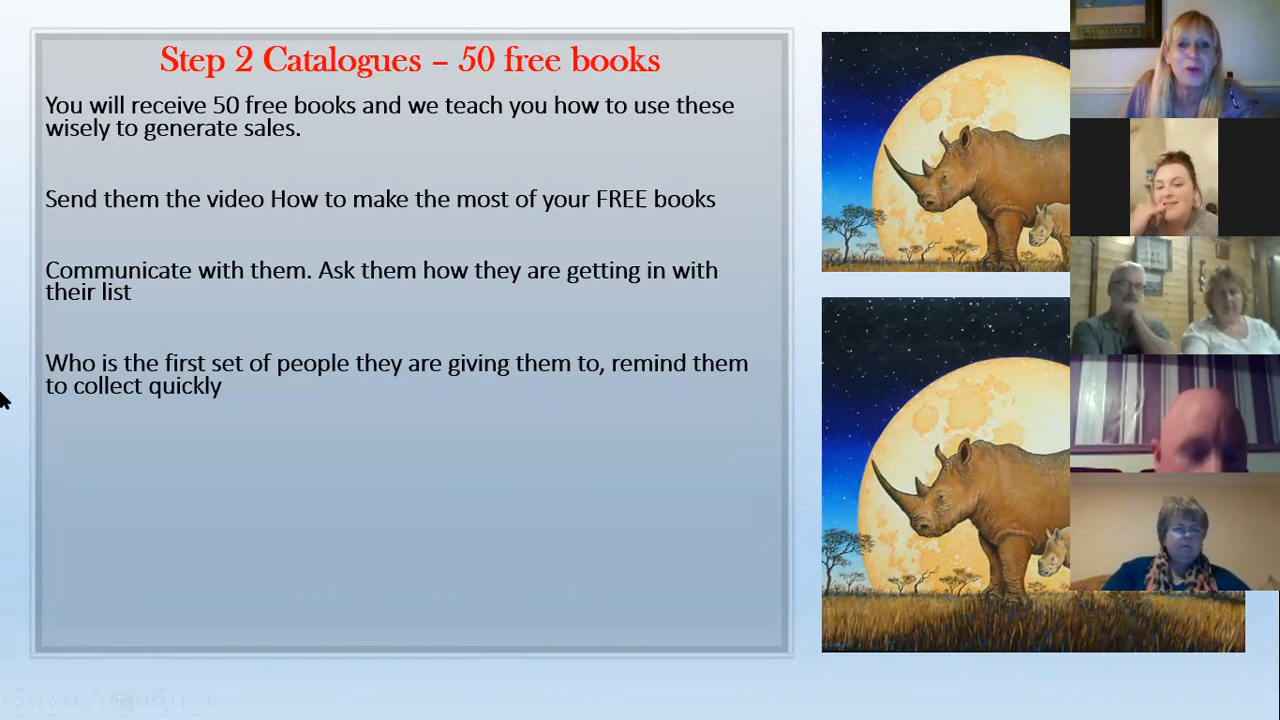 Step 2 Catalogues – 50 free books
You will receive 50 free books and we teach you how to use these
wisely to generate sales.
Send them the video How to make the most of your FREE books
Communicate with them. Ask them how they are getting in with
their list
Who is the first set of people they are giving them to, remind them
to collect quickly